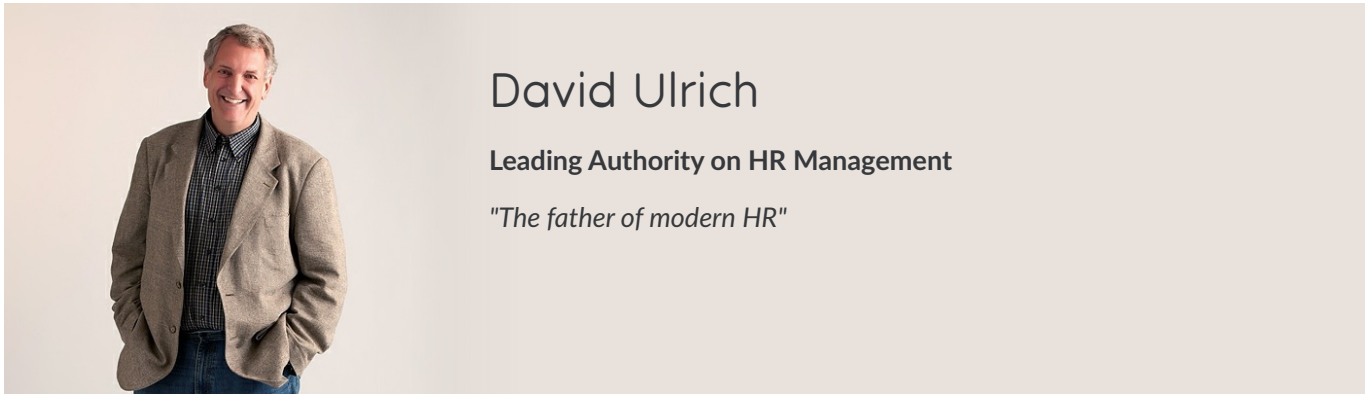 David Ulrich
Leading Authority on HR Management
"The father of modern HR"